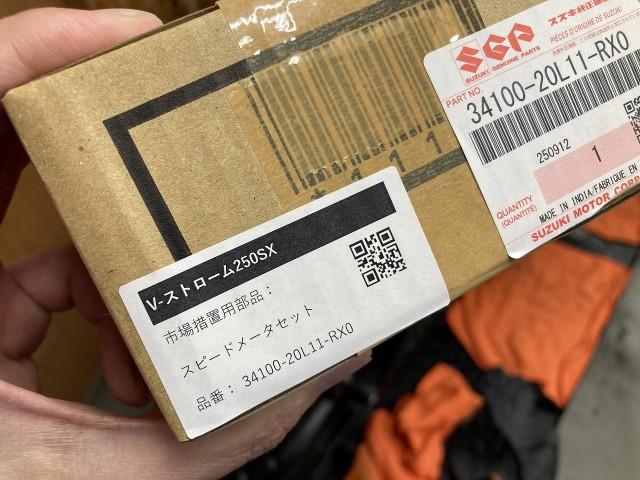 SGP
SUZUKI GENUINE PARTS
スズキ純正部品
PIÈCES D'ORIGINE DE SUZUKI
PART NO.
34100-20L11-RX0
250912
1
QUANTITY
(QUANTITÉ)
MADE IN INDIA/FABRIQUÉ EN
SUZUKI MOTOR CORP
V-ストローム250SX
市場措置用部品：
スピードメータセット
品番： 34100-20L11-RX0